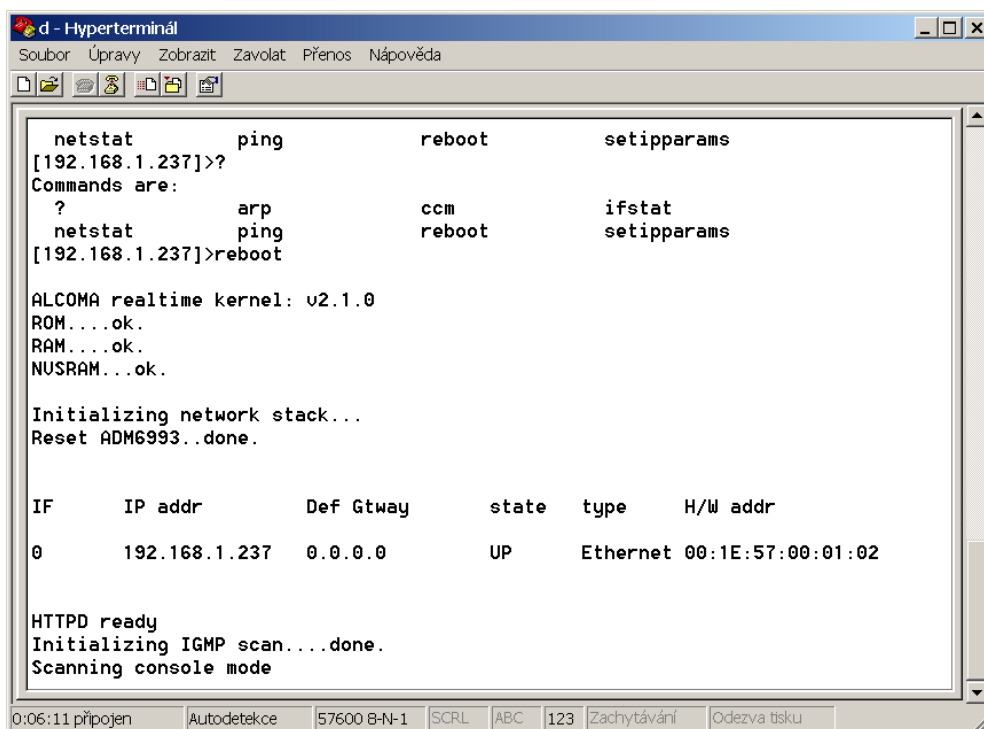 d - Hyperterminál
Soubor Úpravy Zobrazit Zavolat Přenos Nápověda
netstat ping reboot setipparams
[192.168.1.237]>?
Commands are:
? arp ccm ifstat
netstat ping reboot setipparams
[192.168.1.237]>reboot
ALCOMA realtime kernel: v2.1.0
ROM....ok.
RAM....ok.
NVSRAM...ok.
Initializing network stack...
Reset ADM6993..done.
IF IP addr Def Gtway state type H/W addr
0 192.168.1.237 0.0.0.0 UP Ethernet 00:1E:57:00:01:02
HTTPD ready
Initializing IGMP scan....done.
Scanning console mode
0:06:11 připojen Autodetekce 57600 8-N-1 SCRL ABC 123 Zachytávání Odezva tisku